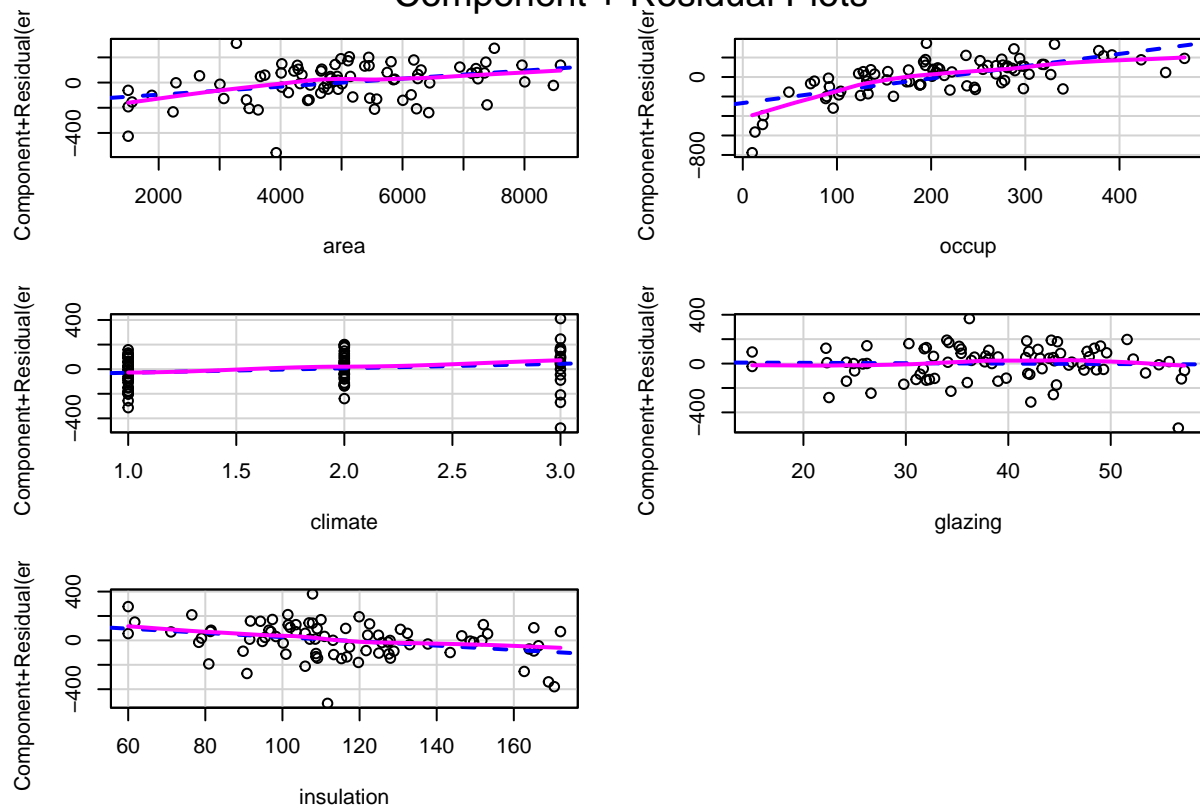 Component + Residual Plots
Component+Residual(er
0
−400
2000 4000 6000 8000
area
Component+Residual(er
0
−800
0 100 200 300 400
occup
Component+Residual(er
400
0
−400
1.0 1.5 2.0 2.5 3.0
climate
Component+Residual(er
400
0
−400
20 30 40 50
glazing
Component+Residual(er
400
0
−400
60 80 100 120 140 160
insulation